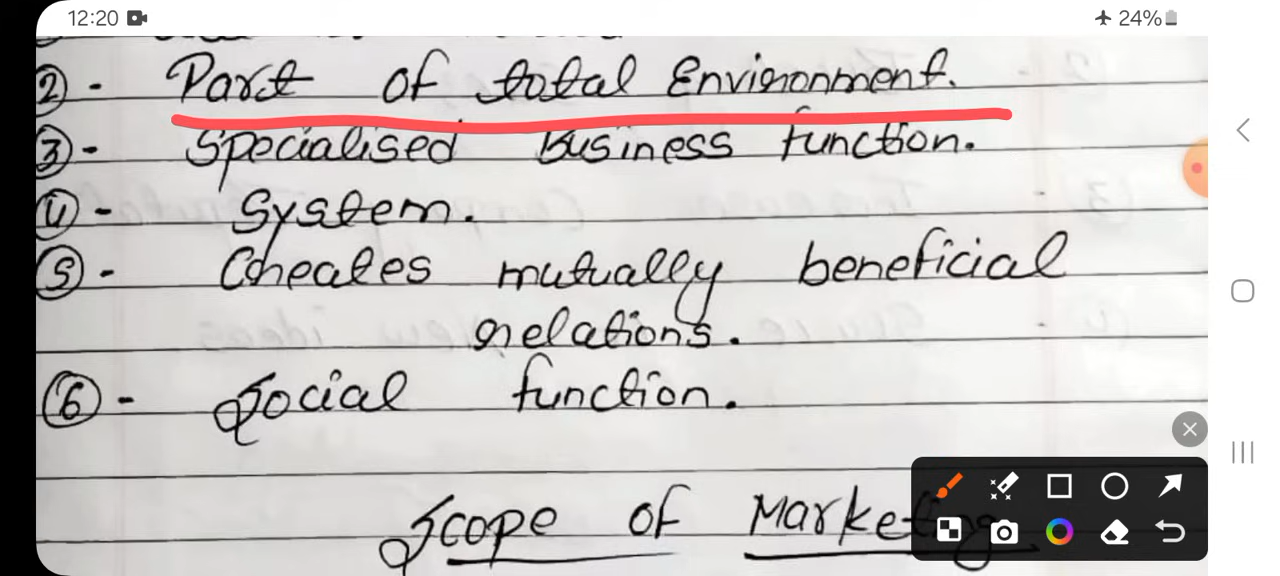 12:20 24%
②- Part of total Environment.
③- Specialised Business function.
④- System.
⑤- Creates mutually beneficial
relations.
⑥- Social function.
Scope of Marketing